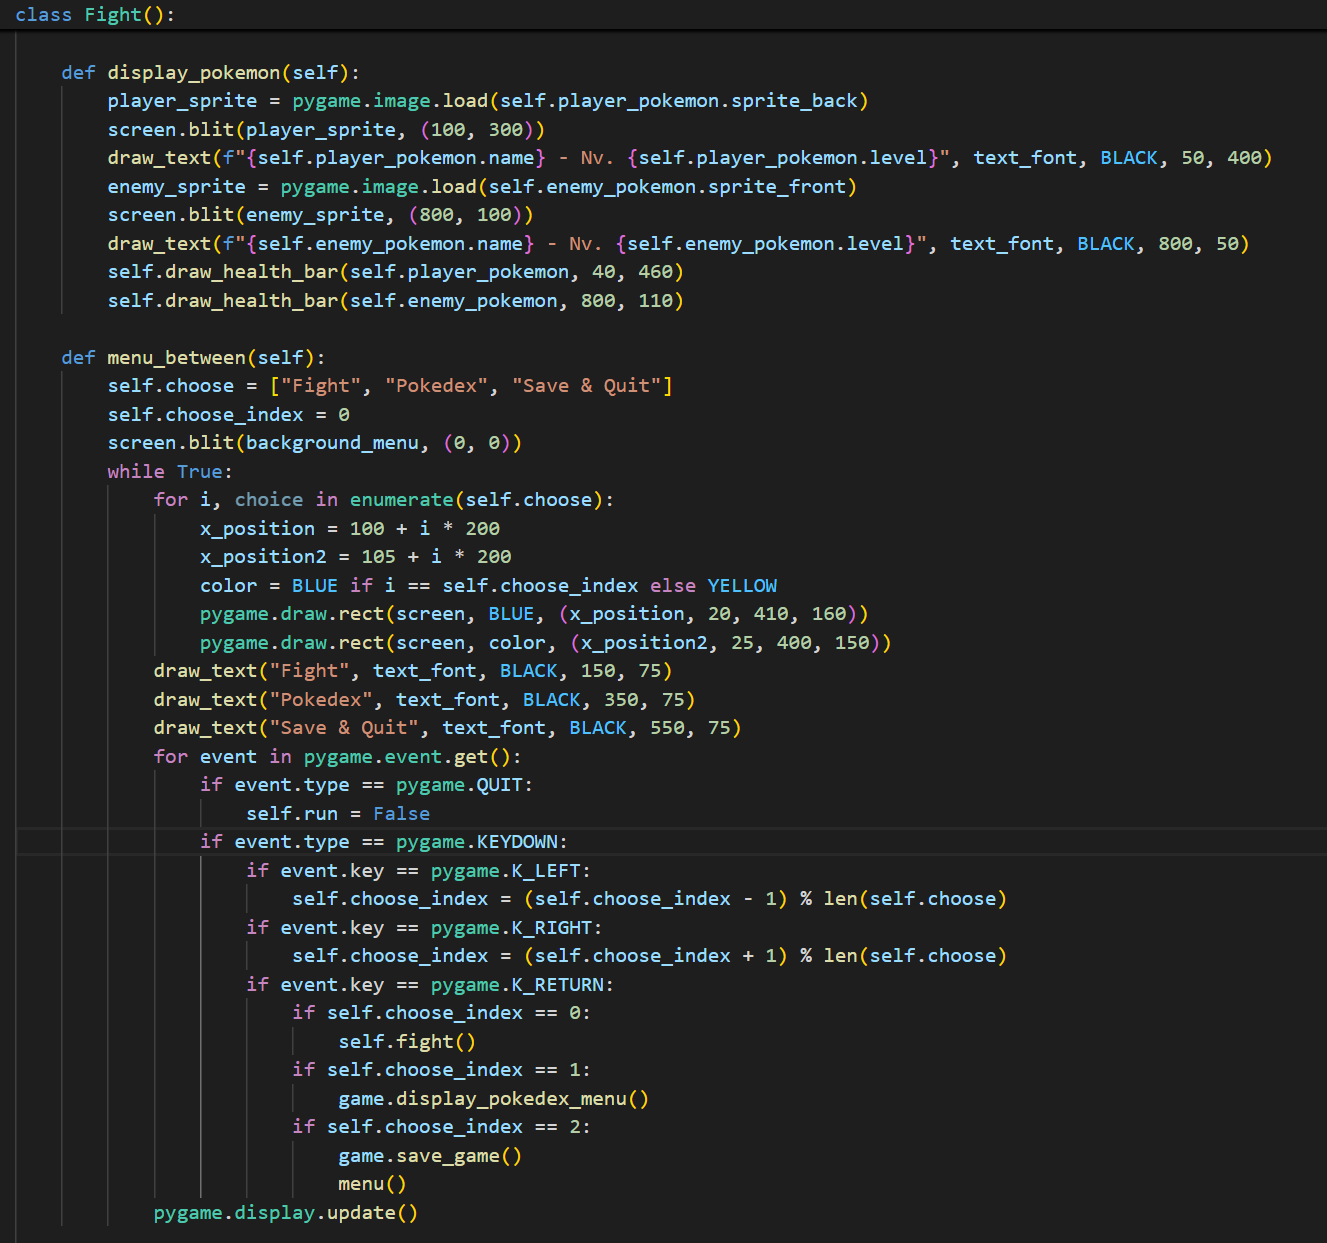 class Fight():
    def display_pokemon(self):
        player_sprite = pygame.image.load(self.player_pokemon.sprite_back)
        screen.blit(player_sprite, (100, 300))
        draw_text(f"{self.player_pokemon.name} - Nv. {self.player_pokemon.level}", text_font, BLACK, 50, 400)
        enemy_sprite = pygame.image.load(self.enemy_pokemon.sprite_front)
        screen.blit(enemy_sprite, (800, 100))
        draw_text(f"{self.enemy_pokemon.name} - Nv. {self.enemy_pokemon.level}", text_font, BLACK, 800, 50)
        self.draw_health_bar(self.player_pokemon, 40, 460)
        self.draw_health_bar(self.enemy_pokemon, 800, 110)
    def menu_between(self):
        self.choose = ["Fight", "Pokedex", "Save & Quit"]
        self.choose_index = 0
        screen.blit(background_menu, (0, 0))
        while True:
            for i, choice in enumerate(self.choose):
                x_position = 100 + i * 200
                x_position2 = 105 + i * 200
                color = BLUE if i == self.choose_index else YELLOW
                pygame.draw.rect(screen, BLUE, (x_position, 20, 410, 160))
                pygame.draw.rect(screen, color, (x_position2, 25, 400, 150))
            draw_text("Fight", text_font, BLACK, 150, 75)
            draw_text("Pokedex", text_font, BLACK, 350, 75)
            draw_text("Save & Quit", text_font, BLACK, 550, 75)
            for event in pygame.event.get():
                if event.type == pygame.QUIT:
                    self.run = False
                if event.type == pygame.KEYDOWN:
                    if event.key == pygame.K_LEFT:
                        self.choose_index = (self.choose_index - 1) % len(self.choose)
                    if event.key == pygame.K_RIGHT:
                        self.choose_index = (self.choose_index + 1) % len(self.choose)
                    if event.key == pygame.K_RETURN:
                        if self.choose_index == 0:
                            self.fight()
                        if self.choose_index == 1:
                            game.display_pokedex_menu()
                        if self.choose_index == 2:
                            game.save_game()
                            menu()
            pygame.display.update()